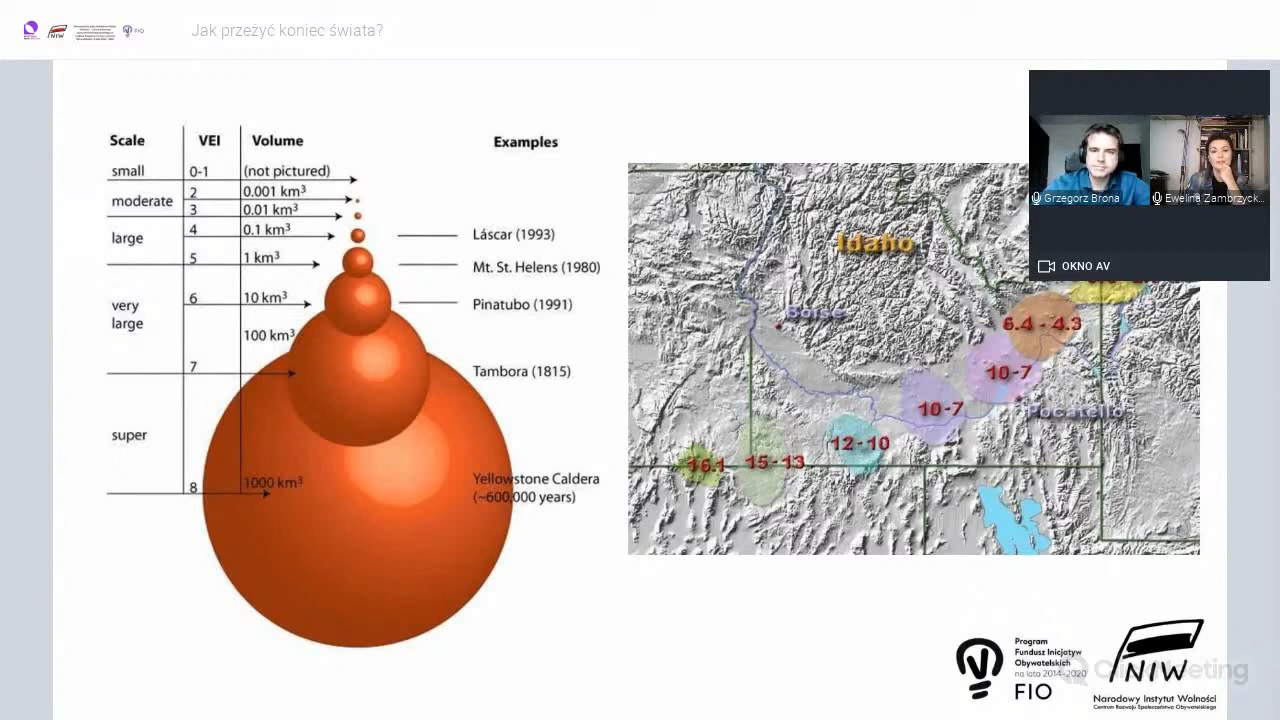 NIW
FIO
Jak przeżyć koniec świata?
Scale VEI Volume Examples
small 0-1 (not pictured)
moderate 2 0.001 km³
3 0.01 km³
large 4 0.1 km³ Láscar (1993)
5 1 km³ Mt. St. Helens (1980)
very
large
6 10 km³ Pinatubo (1991)
100 km³
7 Tambora (1815)
super
8 1000 km³ Yellowstone Caldera
(~600,000 years)
Idaho
Boise
Pocatello
6.4 - 4.3
10-7
10-7
12-10
15 - 13
16.1
Grzegorz Brona
Ewelina Zambrzyck...
OKNO AV
Program
Fundusz Inicjatyw
Obywatelskich
na lata 2014-2020
FIO
NIW
Narodowy Instytut Wolności
Centrum Rozwoju Społeczeństwa Obywatelskiego
ClickMeeting